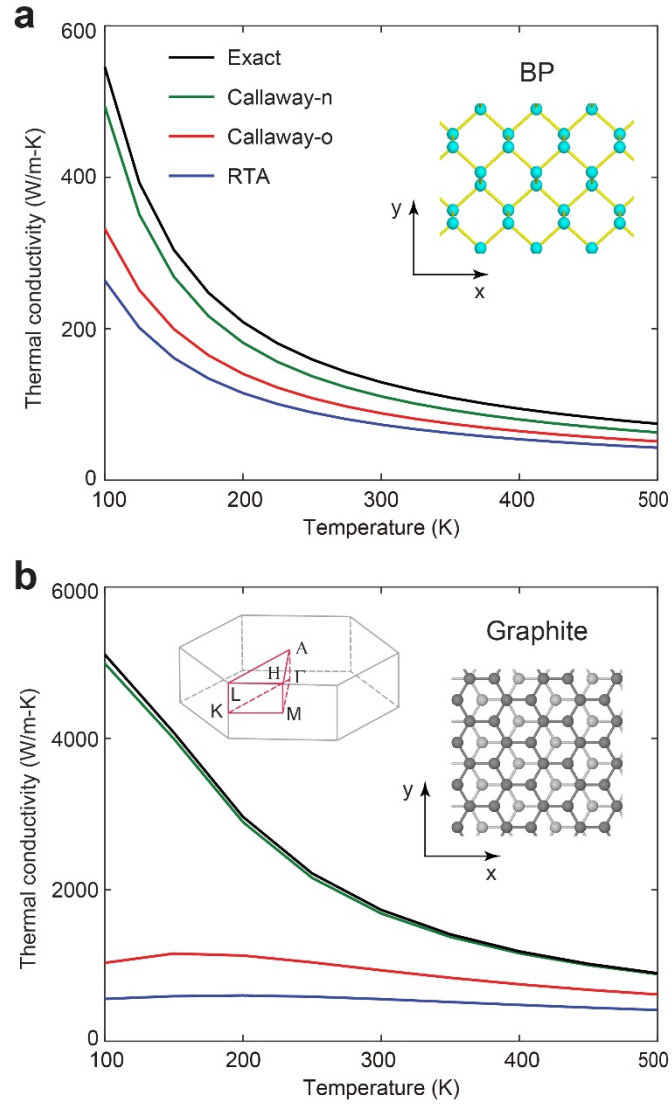 a
600
400
200
0
Thermal conductivity (W/m-K)
Exact
Callaway-n
Callaway-o
RTA
BP
y
x
100
200
300
400
500
Temperature (K)
b
6000
4000
2000
0
Thermal conductivity (W/m-K)
Graphite
A
H
Γ
L
K
M
y
x
100
200
300
400
500
Temperature (K)